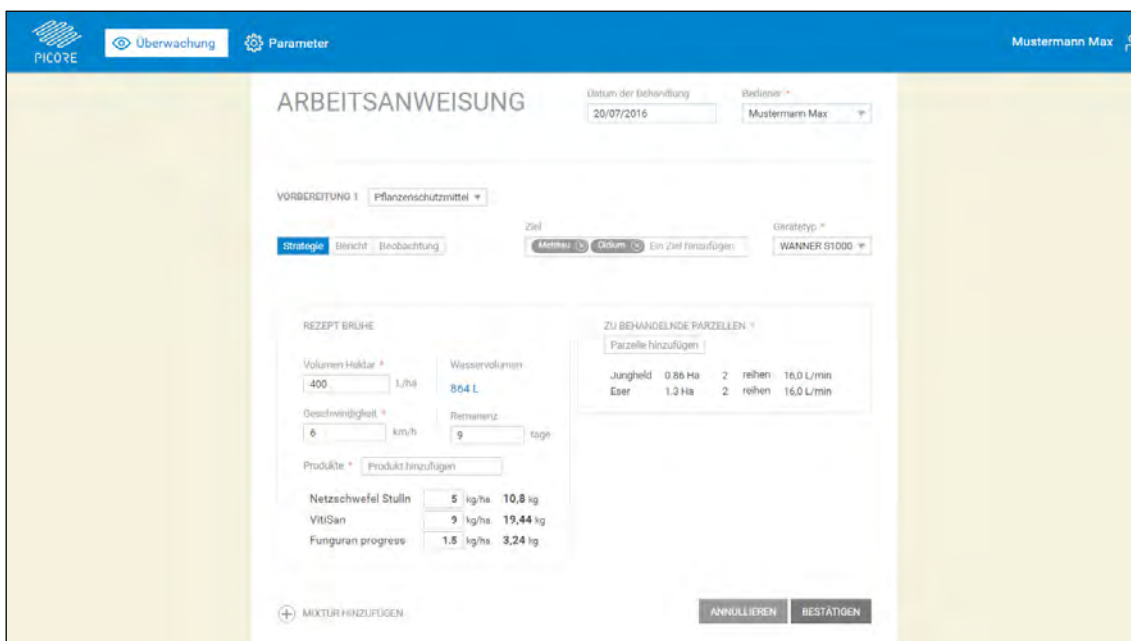 PICORE
Überwachung
Parameter
Mustermann Max
ARBEITSANWEISUNG
Datum der Behandlung
Bediener *
20/07/2016
Mustermann Max
VORBEREITUNG 1
Pflanzenschutzmittel
Ziel
Gerätetyp *
Strategie Bericht Beobachtung
Mehltau Oidium Ein Ziel hinzufügen
WANNER S1000
REZEPT BRÜHE
ZU BEHANDELNDE PARZELLEN *
Parzelle hinzufügen
Volumen Hektar *
Wasservolumen
400 L/ha
864 L
Jungheld 0.86 Ha 2 reihen 16,0 L/min
Eser 1.3 Ha 2 reihen 16,0 L/min
Geschwindigkeit *
Remanenz
6 km/h
9 tage
Produkte * Produkt hinzufügen
Netzschwefel Stulln 5 kg/ha 10,8 kg
VitiSan 9 kg/ha 19,44 kg
Funguran progress 1.5 kg/ha 3,24 kg
MIXTUR HINZUFÜGEN
ANNULLIEREN
BESTÄTIGEN